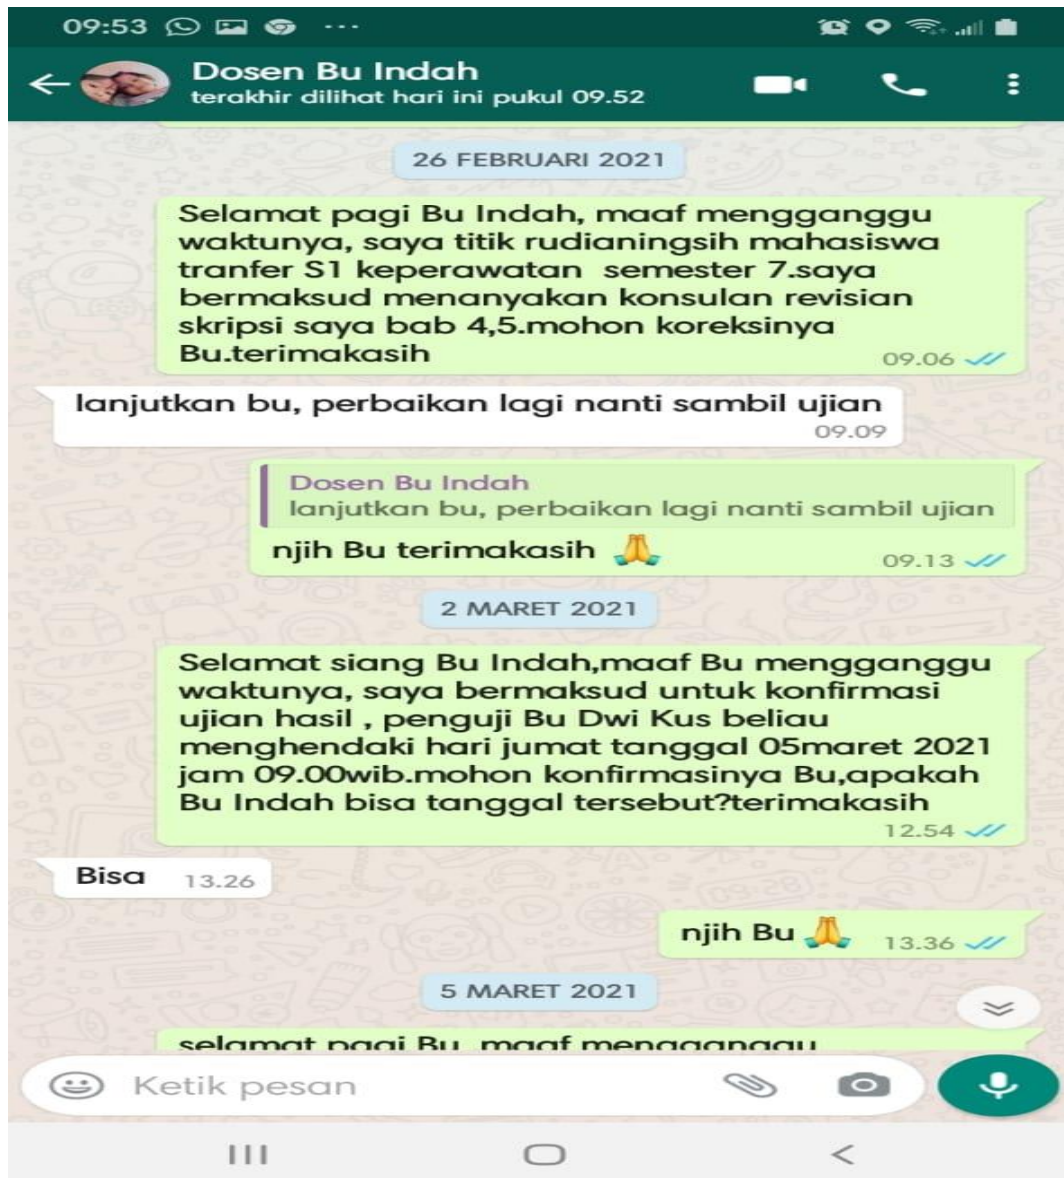 09:53
Dosen Bu Indah
terakhir dilihat hari ini pukul 09.52
26 FEBRUARI 2021
Selamat pagi Bu Indah, maaf mengganggu
waktunya, saya titik rudianingsih mahasiswa
tranfer S1 keperawatan semester 7.saya
bermaksud menanyakan konsulan revisian
skripsi saya bab 4,5.mohon koreksinya
Bu.terimakasih
09.06
lanjutkan bu, perbaikan lagi nanti sambil ujian
09.09
Dosen Bu Indah
lanjutkan bu, perbaikan lagi nanti sambil ujian
njih Bu terimakasih 🙏
09.13
2 MARET 2021
Selamat siang Bu Indah,maaf Bu mengganggu
waktunya, saya bermaksud untuk konfirmasi
ujian hasil , penguji Bu Dwi Kus beliau
menghendaki hari jumat tanggal 05maret 2021
jam 09.00wib.mohon konfirmasinya Bu,apakah
Bu Indah bisa tanggal tersebut?terimakasih
12.54
Bisa 13.26
njih Bu 🙏 13.36
5 MARET 2021
selamat pagi Bu maaf mengganggu
Ketik pesan